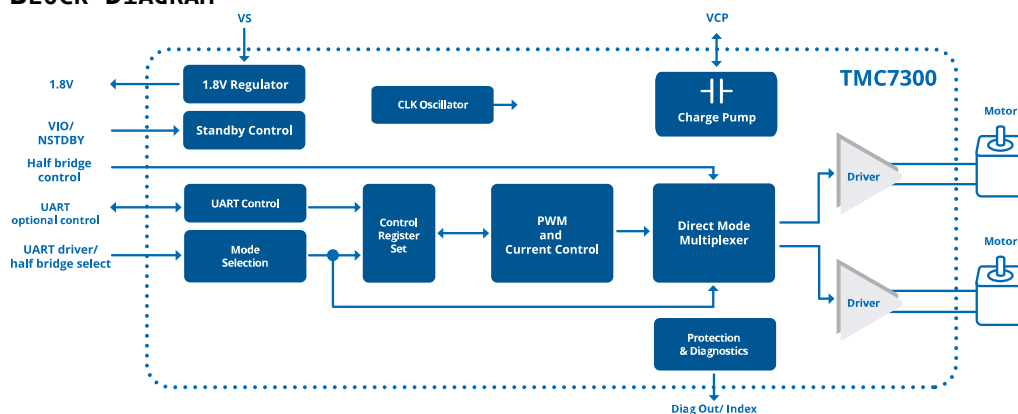 BLOCK DIAGRAM
VS
VCP
TMC7300
1.8V
1.8V Regulator
CLK Oscillator
Charge Pump
VIO/
NSTDBY
Standby Control
Motor
Half bridge
control
Driver
UART
optional control
UART Control
Control
Register
Set
PWM
and
Current Control
Direct Mode
Multiplexer
UART driver/
half bridge select
Mode
Selection
Motor
Driver
Protection
& Diagnostics
Diag Out/ Index